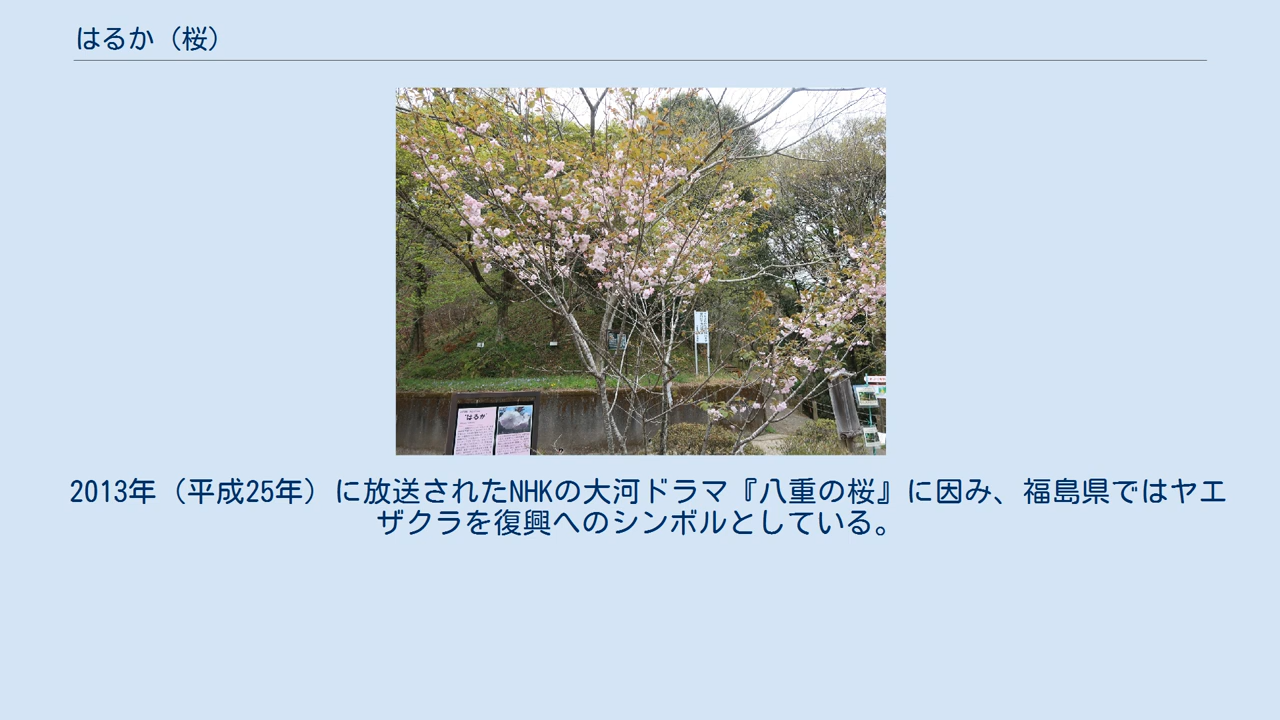 はるか（桜）
はるか
2013年（平成25年）に放送されたNHKの大河ドラマ『八重の桜』に因み、福島県ではヤエ
ザクラを復興へのシンボルとしている。